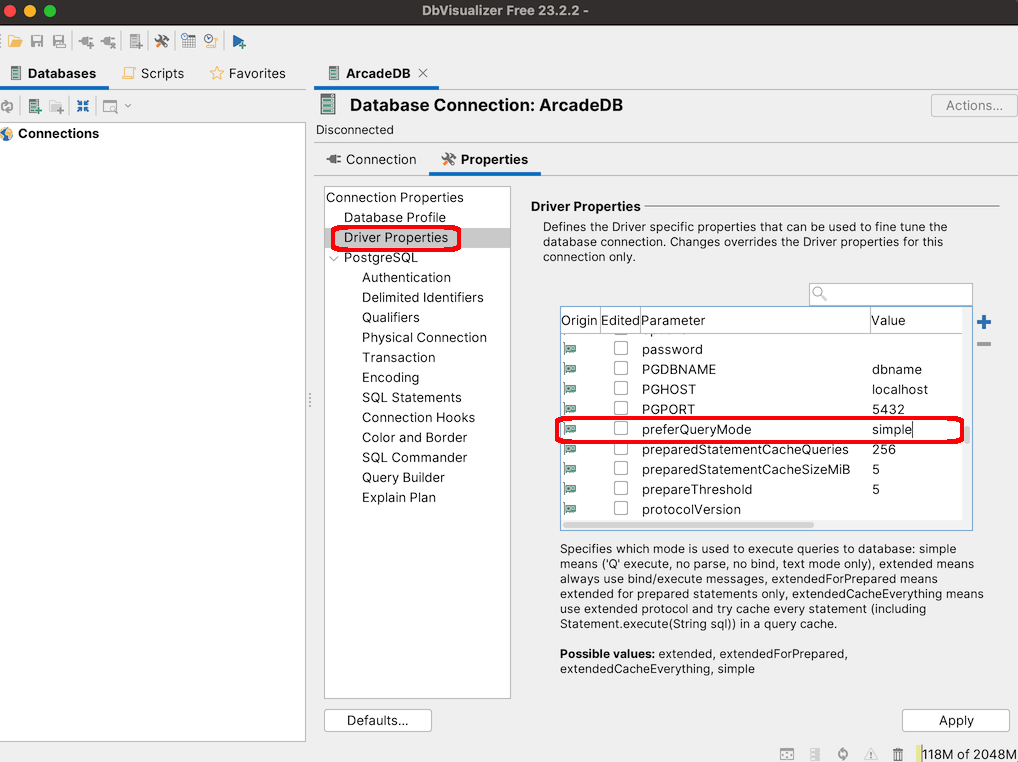 DbVisualizer Free 23.2.2 -
Databases Scripts Favorites ArcadeDB
Database Connection: ArcadeDB Actions...
Disconnected
Connections
Connection Properties
Connection Properties
Database Profile
Driver Properties
PostgreSQL
Authentication
Delimited Identifiers
Qualifiers
Physical Connection
Transaction
Encoding
SQL Statements
Connection Hooks
Color and Border
SQL Commander
Query Builder
Explain Plan
Driver Properties
Defines the Driver specific properties that can be used to fine tune the
database connection. Changes overrides the Driver properties for this
connection only.
Origin Edited Parameter Value
password
PGDBNAME dbname
PGHOST localhost
PGPORT 5432
preferQueryMode simple
preparedStatementCacheQueries 256
preparedStatementCacheSizeMiB 5
prepareThreshold 5
protocolVersion
Specifies which mode is used to execute queries to database: simple
means ('Q' execute, no parse, no bind, text mode only), extended means
always use bind/execute messages, extendedForPrepared means
extended for prepared statements only, extendedCacheEverything means
use extended protocol and try cache every statement (including
Statement.execute(String sql)) in a query cache.
Possible values: extended, extendedForPrepared,
extendedCacheEverything, simple
Defaults... Apply
118M of 2048M